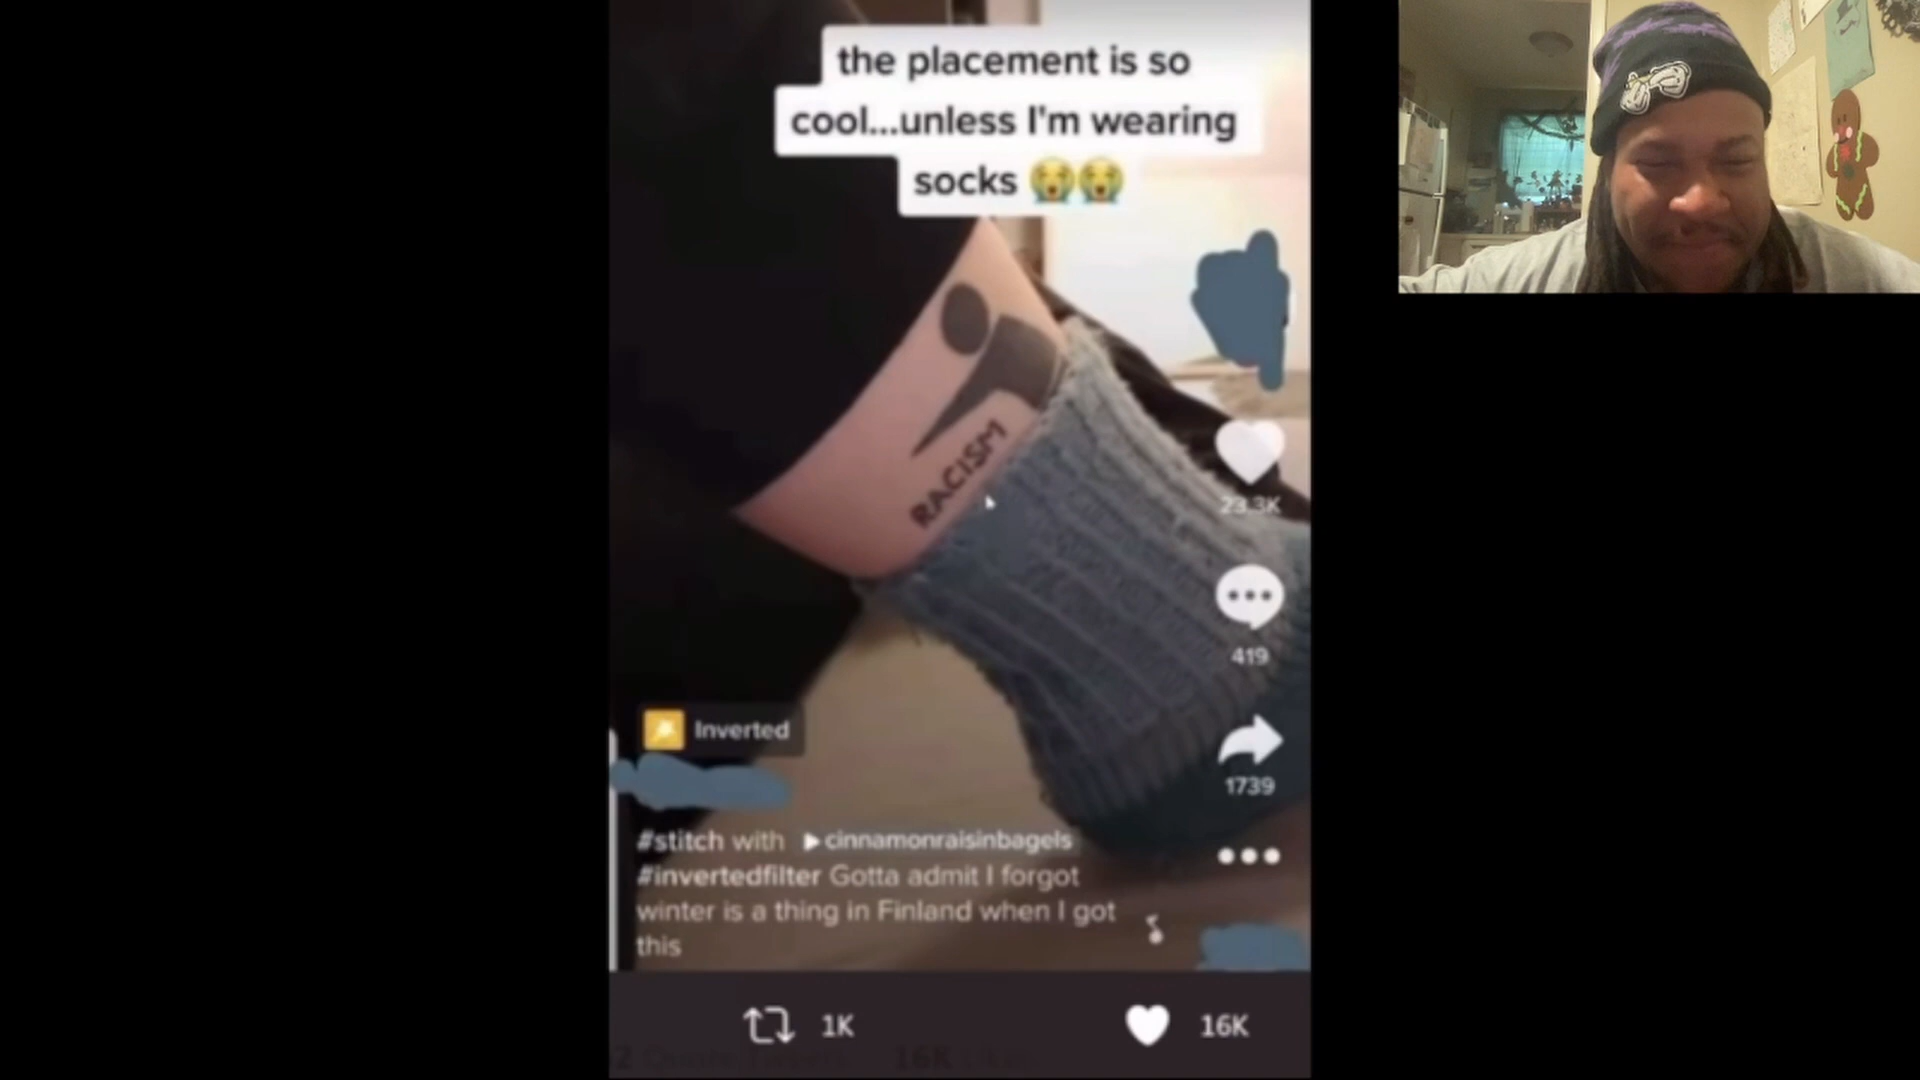 the placement is so
cool...unless I'm wearing
socks 😭😭
RACISM
23.3K
419
Inverted
1739
#stitch with ▶cinnamonraisinbagels
#invertedfilter Gotta admit I forgot
winter is a thing in Finland when I got
this
1K
16K